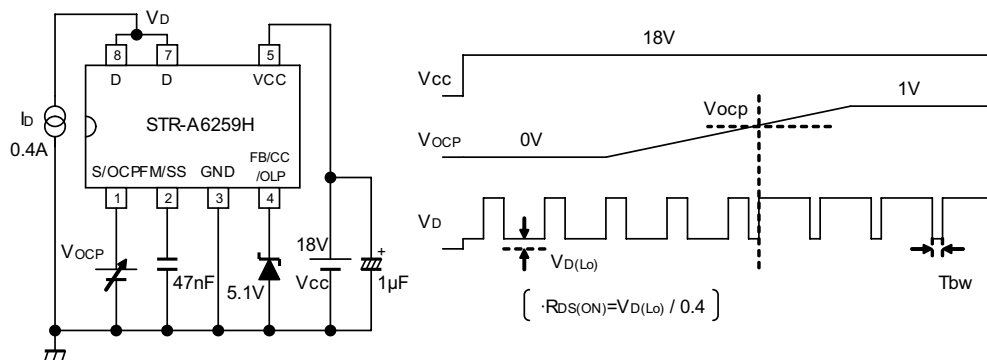 VD
8
7
5
D
D
VCC
ID
0.4A
STR-A6259H
S/OCP
FM/SS
GND
FB/CC
/OLP
1
2
3
4
VOCP
47nF
5.1V
18V
Vcc
+
1μF
18V
Vcc
Vocp
1V
VOCP
0V
VD
VD(Lo)
Tbw
·RDS(ON)=VD(Lo) / 0.4